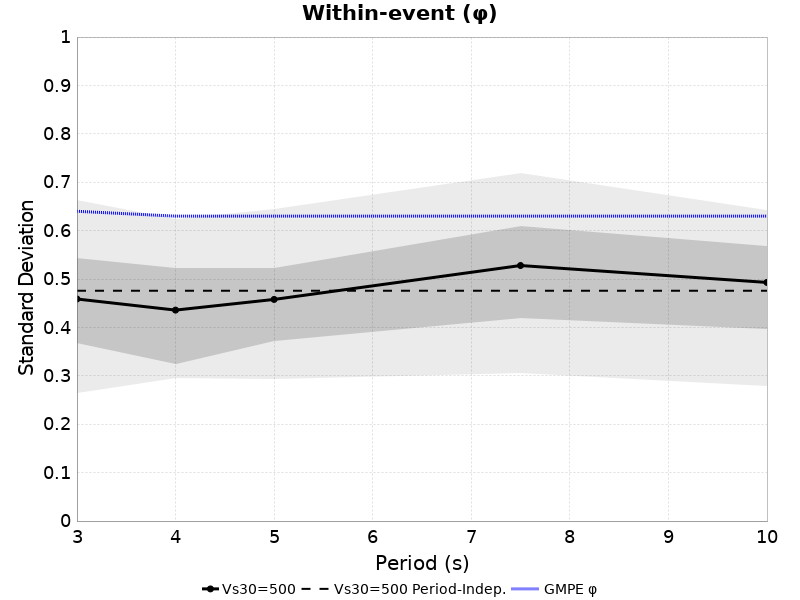 Within-event (φ)
1
0.9
0.8
0.7
0.6
0.5
0.4
0.3
0.2
0.1
0
Standard Deviation
3 4 5 6 7 8 9 10
Period (s)
Vs30=500 Vs30=500 Period-Indep. GMPE φ